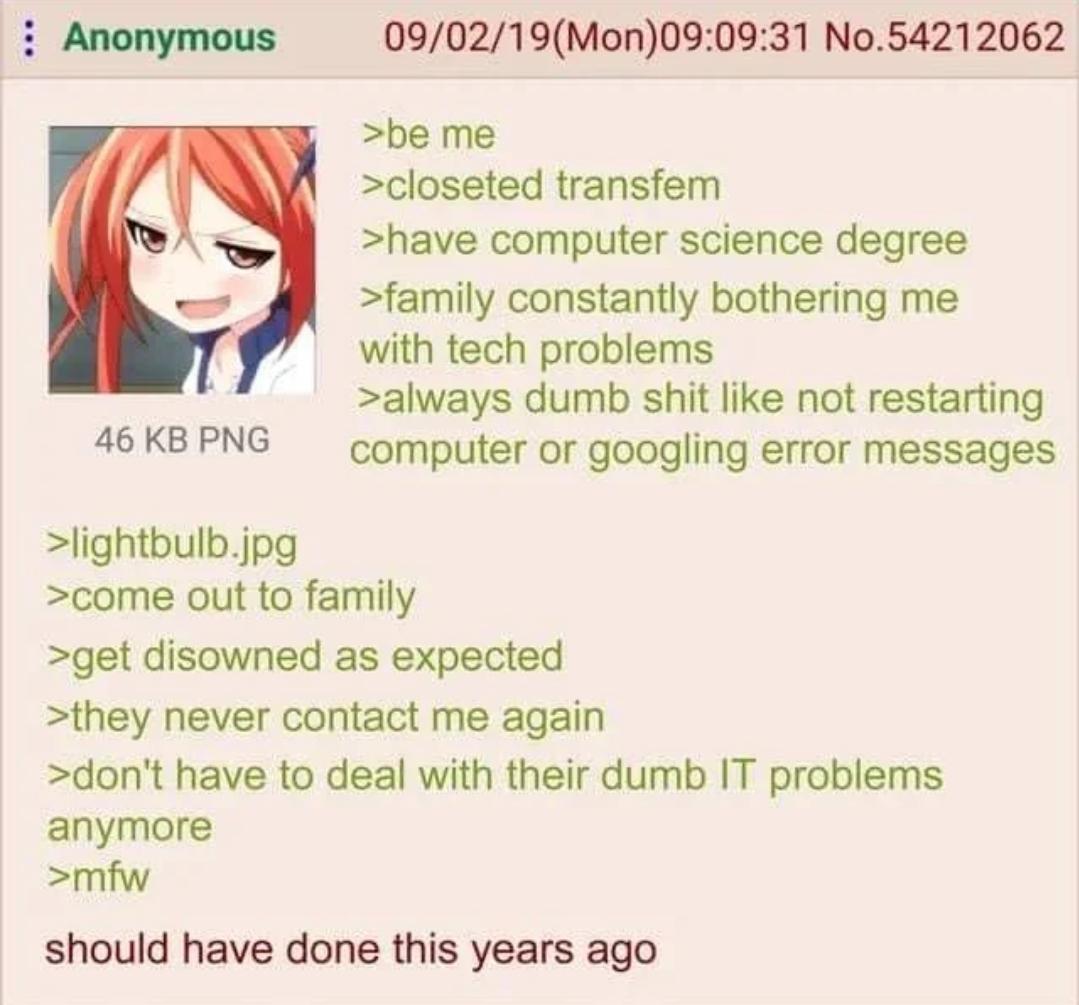 Anonymous 09/02/19(Mon)09:09:31 No.54212062
>be me
>closeted transfem
>have computer science degree
>family constantly bothering me
with tech problems
>always dumb shit like not restarting
computer or googling error messages
46 KB PNG
>lightbulb.jpg
>come out to family
>get disowned as expected
>they never contact me again
>don't have to deal with their dumb IT problems
anymore
>mfw
should have done this years ago